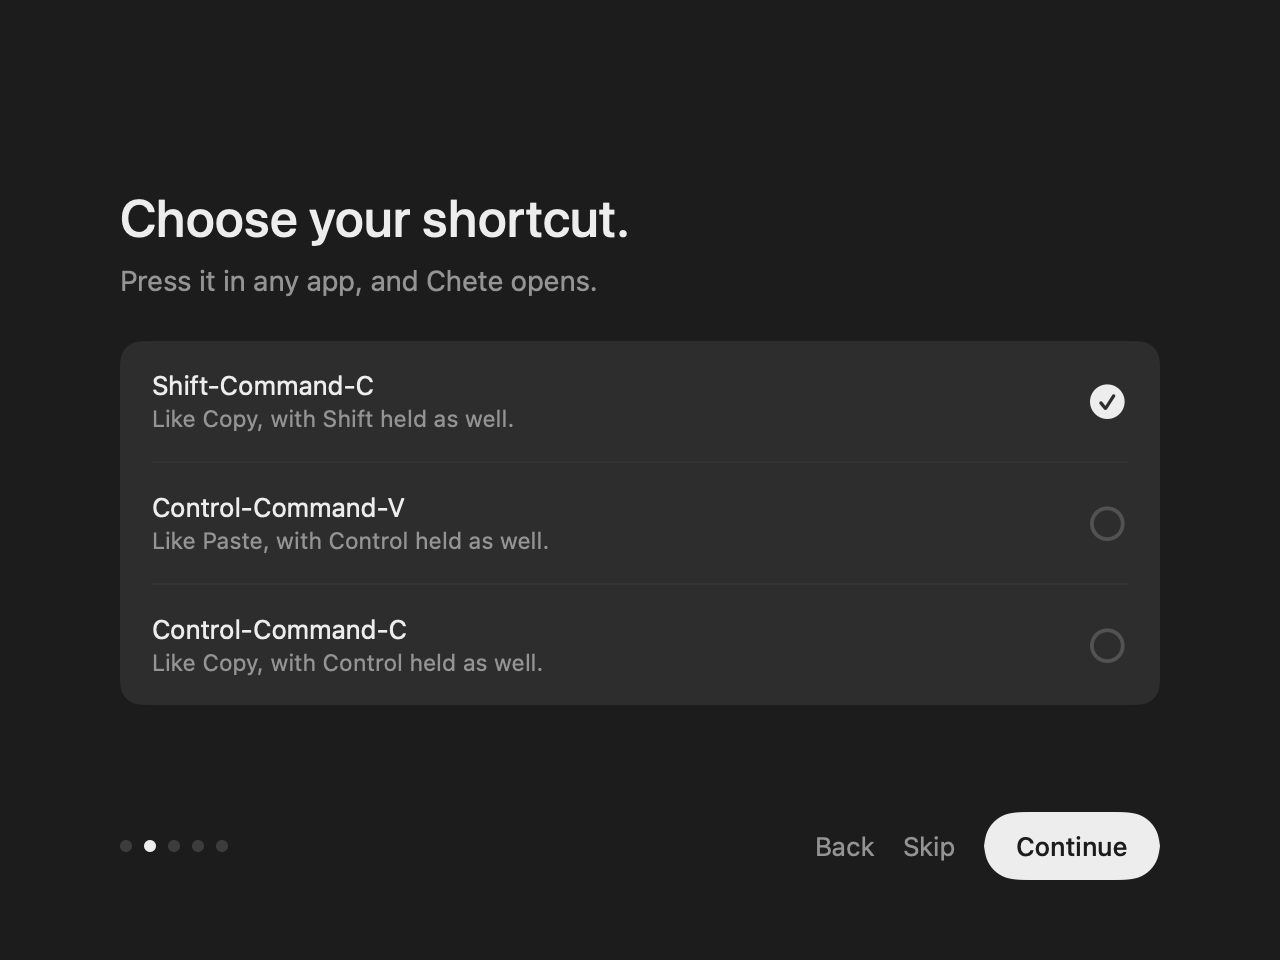 Choose your shortcut.
Press it in any app, and Chete opens.
Shift-Command-C
Like Copy, with Shift held as well.
Control-Command-V
Like Paste, with Control held as well.
Control-Command-C
Like Copy, with Control held as well.
Back Skip Continue